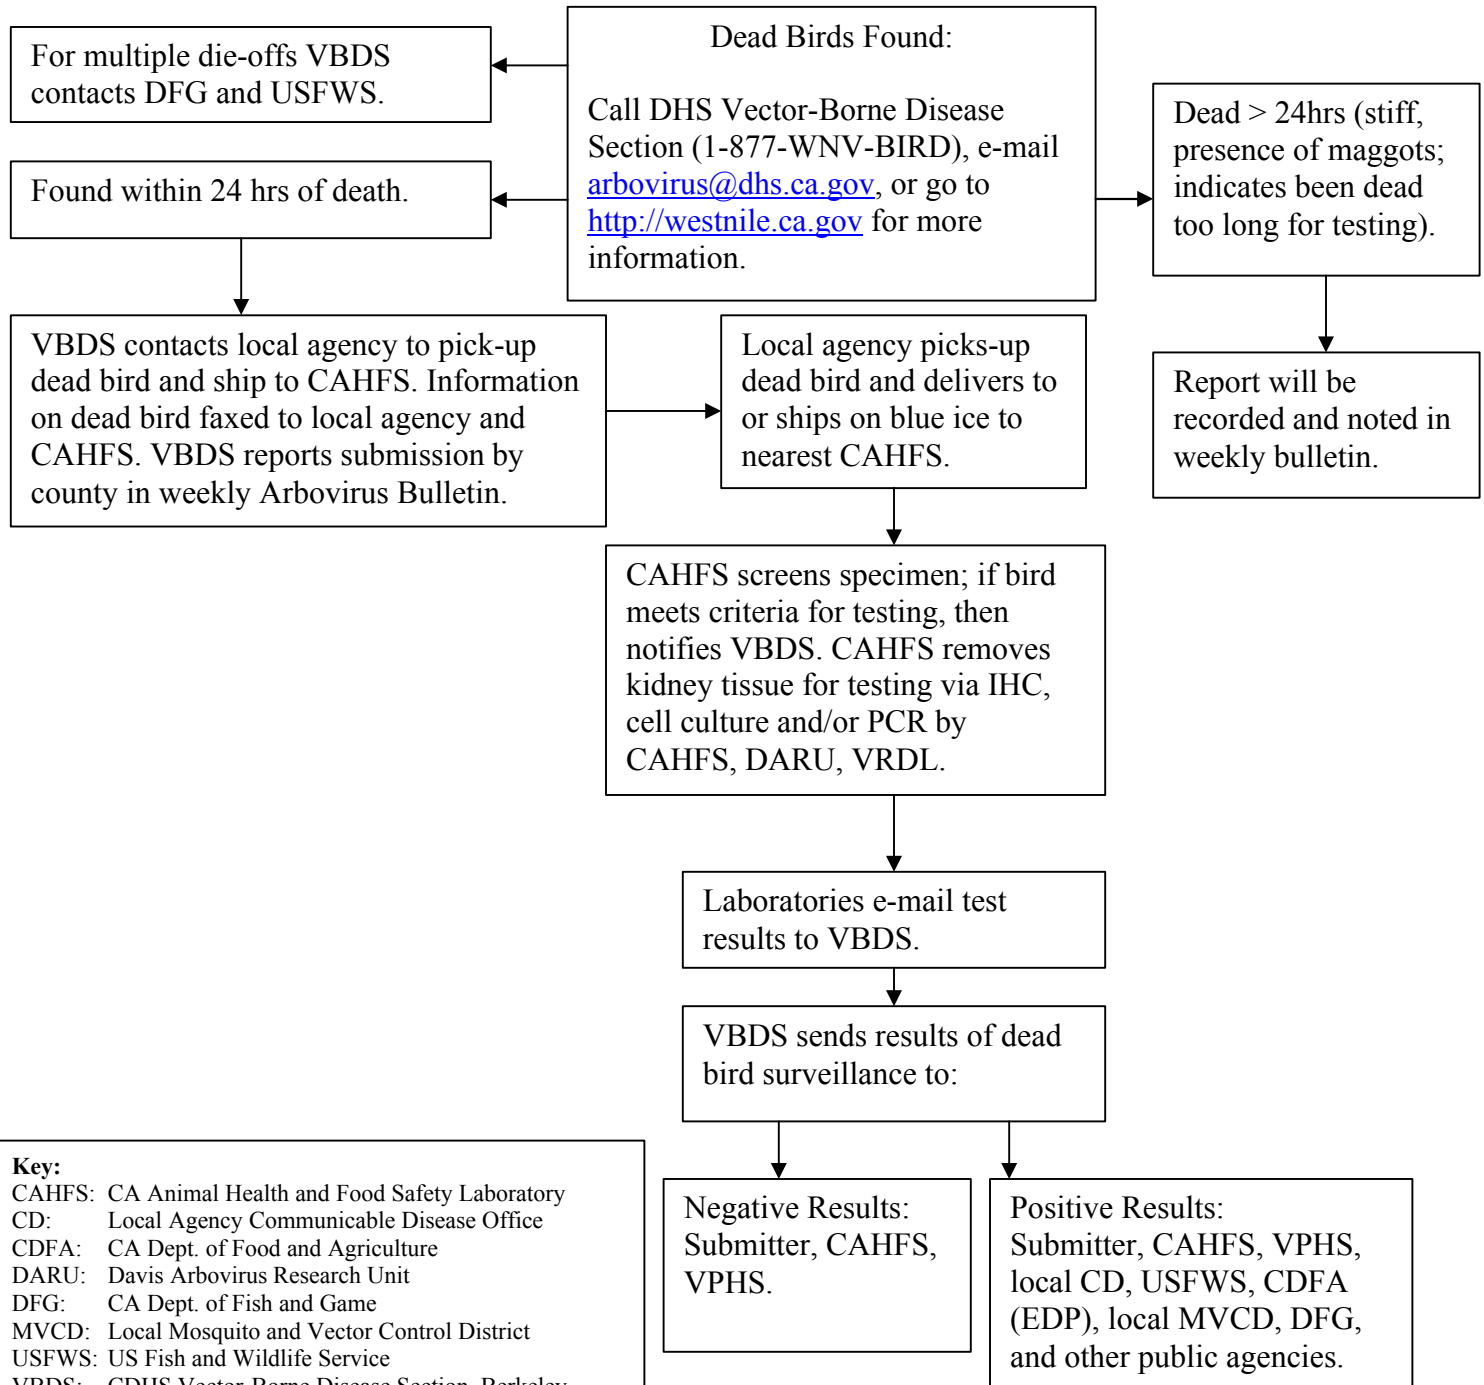 Dead Birds Found:
Call DHS Vector-Borne Disease
Section (1-877-WNV-BIRD), e-mail
arbovirus@dhs.ca.gov, or go to
http://westnile.ca.gov for more
information.
For multiple die-offs VBDS
contacts DFG and USFWS.
Found within 24 hrs of death.
Dead > 24hrs (stiff,
presence of maggots;
indicates been dead
too long for testing).
VBDS contacts local agency to pick-up
dead bird and ship to CAHFS. Information
on dead bird faxed to local agency and
CAHFS. VBDS reports submission by
county in weekly Arbovirus Bulletin.
Local agency picks-up
dead bird and delivers to
or ships on blue ice to
nearest CAHFS.
Report will be
recorded and noted in
weekly bulletin.
CAHFS screens specimen; if bird
meets criteria for testing, then
notifies VBDS. CAHFS removes
kidney tissue for testing via IHC,
cell culture and/or PCR by
CAHFS, DARU, VRDL.
Laboratories e-mail test
results to VBDS.
VBDS sends results of dead
bird surveillance to:
Negative Results:
Submitter, CAHFS,
VPHS.
Positive Results:
Submitter, CAHFS, VPHS,
local CD, USFWS, CDFA
(EDP), local MVCD, DFG,
and other public agencies.
Key:
CAHFS: CA Animal Health and Food Safety Laboratory
CD: Local Agency Communicable Disease Office
CDFA: CA Dept. of Food and Agriculture
DARU: Davis Arbovirus Research Unit
DFG: CA Dept. of Fish and Game
MVCD: Local Mosquito and Vector Control District
USFWS: US Fish and Wildlife Service
VBDS: CDHS Vector-Borne Disease Section, Berkeley